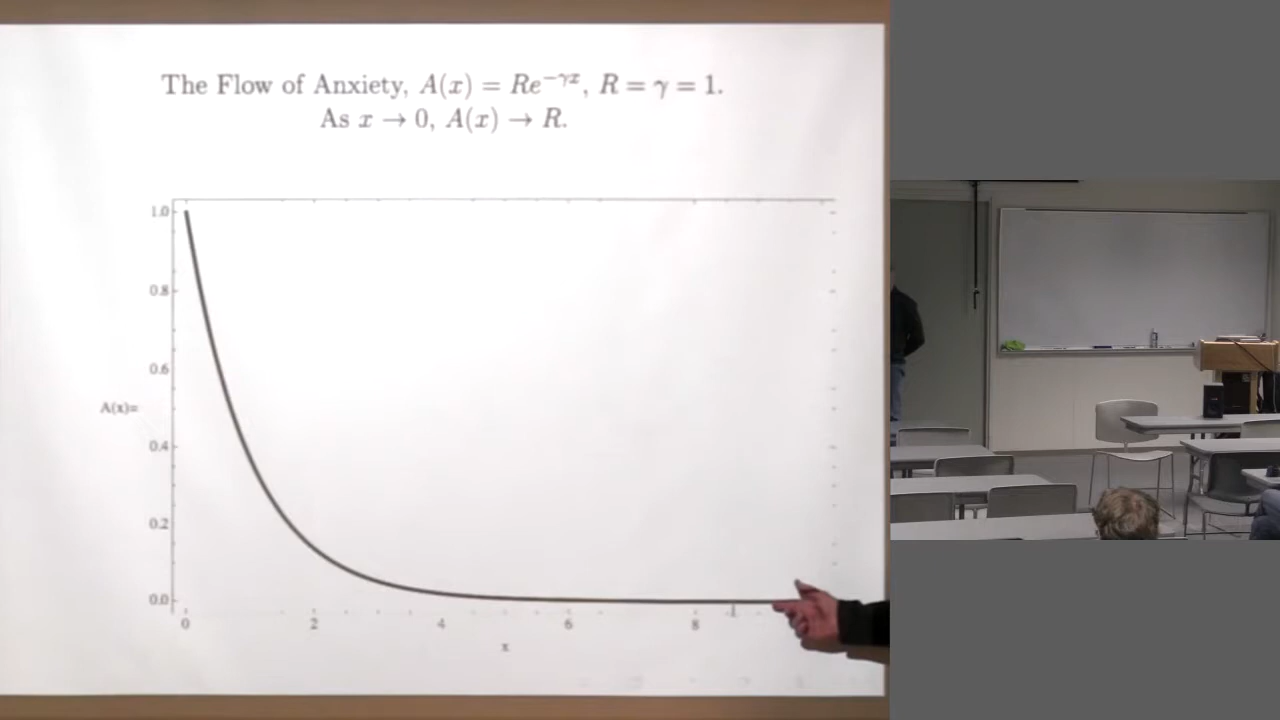 The Flow of Anxiety, A(x) = Re^{-γx}, R = γ = 1.
As x → 0, A(x) → R.
1.0
0.8
0.6
A(x)=
0.4
0.2
0.0
0 2 4 6 8
x